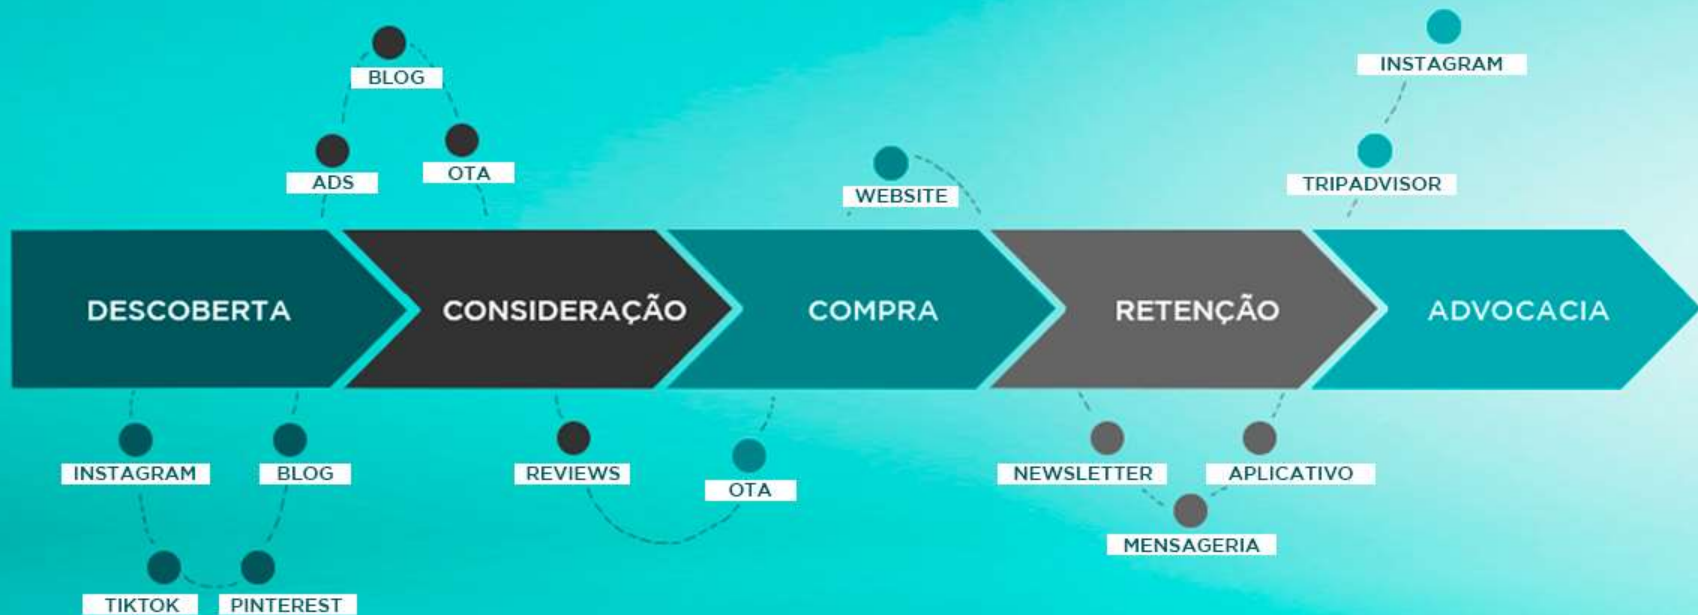 INSTAGRAM
BLOG
TRIPADVISOR
ADS
OTA
WEBSITE
DESCOBERTA
CONSIDERAÇÃO
COMPRA
RETENÇÃO
ADVOCACIA
INSTAGRAM
BLOG
REVIEWS
OTA
NEWSLETTER
APLICATIVO
MENSAGERIA
TIKTOK
PINTEREST